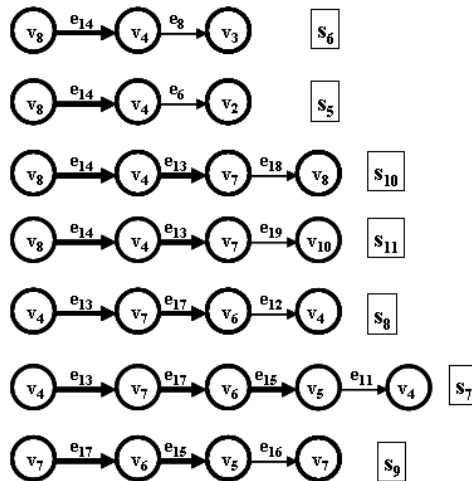 v8 e14 v4 e8 v3 s6
v8 e14 v4 e6 v2 s5
v8 e14 v4 e13 v7 e18 v8 s10
v8 e14 v4 e13 v7 e19 v10 s11
v4 e13 v7 e17 v6 e12 v4 s8
v4 e13 v7 e17 v6 e15 v5 e11 v4 s7
v7 e17 v6 e15 v5 e16 v7 s9